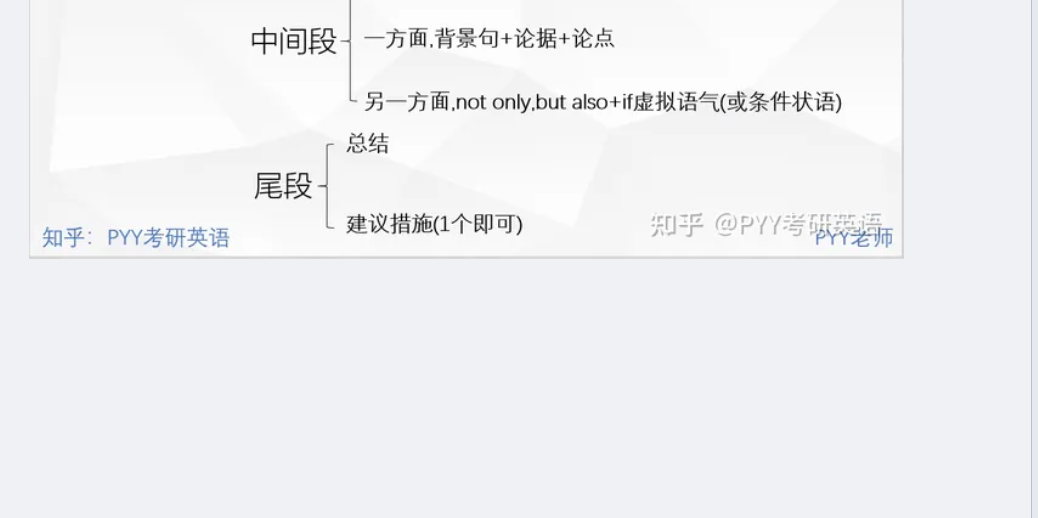 一方面,背景句+论据+论点
中间段
另一方面,not only,but also+if虚拟语气(或条件状语)
总结
尾段
建议措施(1个即可)
知乎 @PYY考研英语
知乎：PYY考研英语
PYY老师